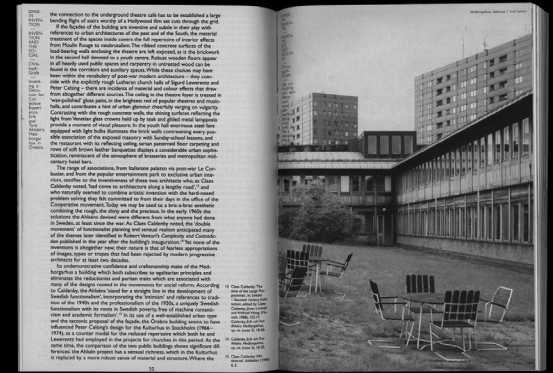 OASE
74
INVEN-
TION
—
INVEN-
TION
AND
THE
SO-
CIAL
the connection to the underground theatre cafe has to be established a large
bending flight of stairs worthy of a Hollywood film set cuts through the grid.
If the façades of the building are inventive and subtle in their play with
references to urban architectures of the past and of the South, the material
treatment of the spaces inside covers the full repertoire of interior effects
from Moulin Rouge to neobrutalism. The ribbed concrete surfaces of the
load-bearing walls enclosing the theatre are left exposed, as is the brickwork
in the second hall devoted to a youth centre. Robust wooden floors appear
in all heavily used public spaces and carpentry in untreated wood can be
found in the corridors and auxiliary spaces. While these choices may have
been within the vocabulary of post-war modern architecture – they coin-
cide with the explicitly rough Lutheran church halls of Sigurd Lewerentz and
Peter Celsing – there are incidents of material and colour effects that draw
from altogether different sources. The ceiling in the theatre foyer is treated in
'wax-polished' glaze paint, in the brightest red of popular theatres and music-
halls, and contributes a hint of urban glamour cheerfully verging on vulgarity.
Contrasting with the rough concrete walls, the shining surfaces reflecting the
light from Venetian glass crowns held up by teak and gilded metal lampposts
provide a moment of visual pleasure. In the youth hall enormous steel fans
equipped with light bulbs illuminate the brick walls contravening every pos-
sible association of the exposed masonry with Sunday-school lessons, and
the restaurant with its reflecting ceiling, tartan patterned floor carpeting and
rows of soft brown leather banquettes displays a considerable urban sophis-
tication, reminiscent of the atmosphere of brasseries and metropolitan mid-
century hotel bars.
The range of associations, from Italianate palazzo via post-war Le Cor-
busier, and from the popular entertainment park to exclusive urban inte-
riors, testifies to the inventiveness of these two architects who, as Claes
Caldenby noted, 'had come to architecture along a lengthy road',
and
who naturally seemed to combine artistic invention with the hard-nosed
problem solving they felt committed to from their days in the office of the
Cooperative movement. Today we may be used to a bric-a-brac aesthetic
combining the rough, the shiny and the precious. In the early 1960s the
solutions the Ahlséns devised were different from what anyone had done
in Sweden, at least since the war. As Claes Caldenby noted, the 'double
movement' of functionalist planning and sensual realism anticipated many
of the themes later identified in Robert Venturi's Complexity and Contradic-
tion published in the year after the building's inauguration. Yet none of the
inventions is altogether new; their nature is that of fearless appropriations
of images, types or tropes that had been rejected by modern progressive
architects for at least two decades.
Its undemonstrative confidence and craftsmanship make of the Med-
borgarhus a building which both subscribes to egalitarian principles and
eliminates the reductionist and puritan traits which are associated with
many of the designs rooted in the movements for social reform. According
to Caldenby, the Ahlséns 'stand for a straight line in the development of
Swedish functionalism', incorporating the 'intimism' and references to tradi-
tion of the 1940s and the professionalism of the 1950s, a uniquely 'Swedish
functionalism with its roots in Swedish poverty, free of machine romanti-
cism and academic formalism'. In its use of a well-established urban type
and the tectonic proposal of the façade, the Örebro building seems to have
influenced Peter Celsing's design for the Kulturhus in Stockholm (1966–
1974), as a counter model for the reduced repertoire which both he and
Lewerentz had employed in the projects for churches in this period. At the
same time, the comparison of the two public buildings shows significant dif-
ferences: the Ahlsén project has a sensual richness, which in the Kulturhus
is replaced by a more robust sense of material and structure. Where the